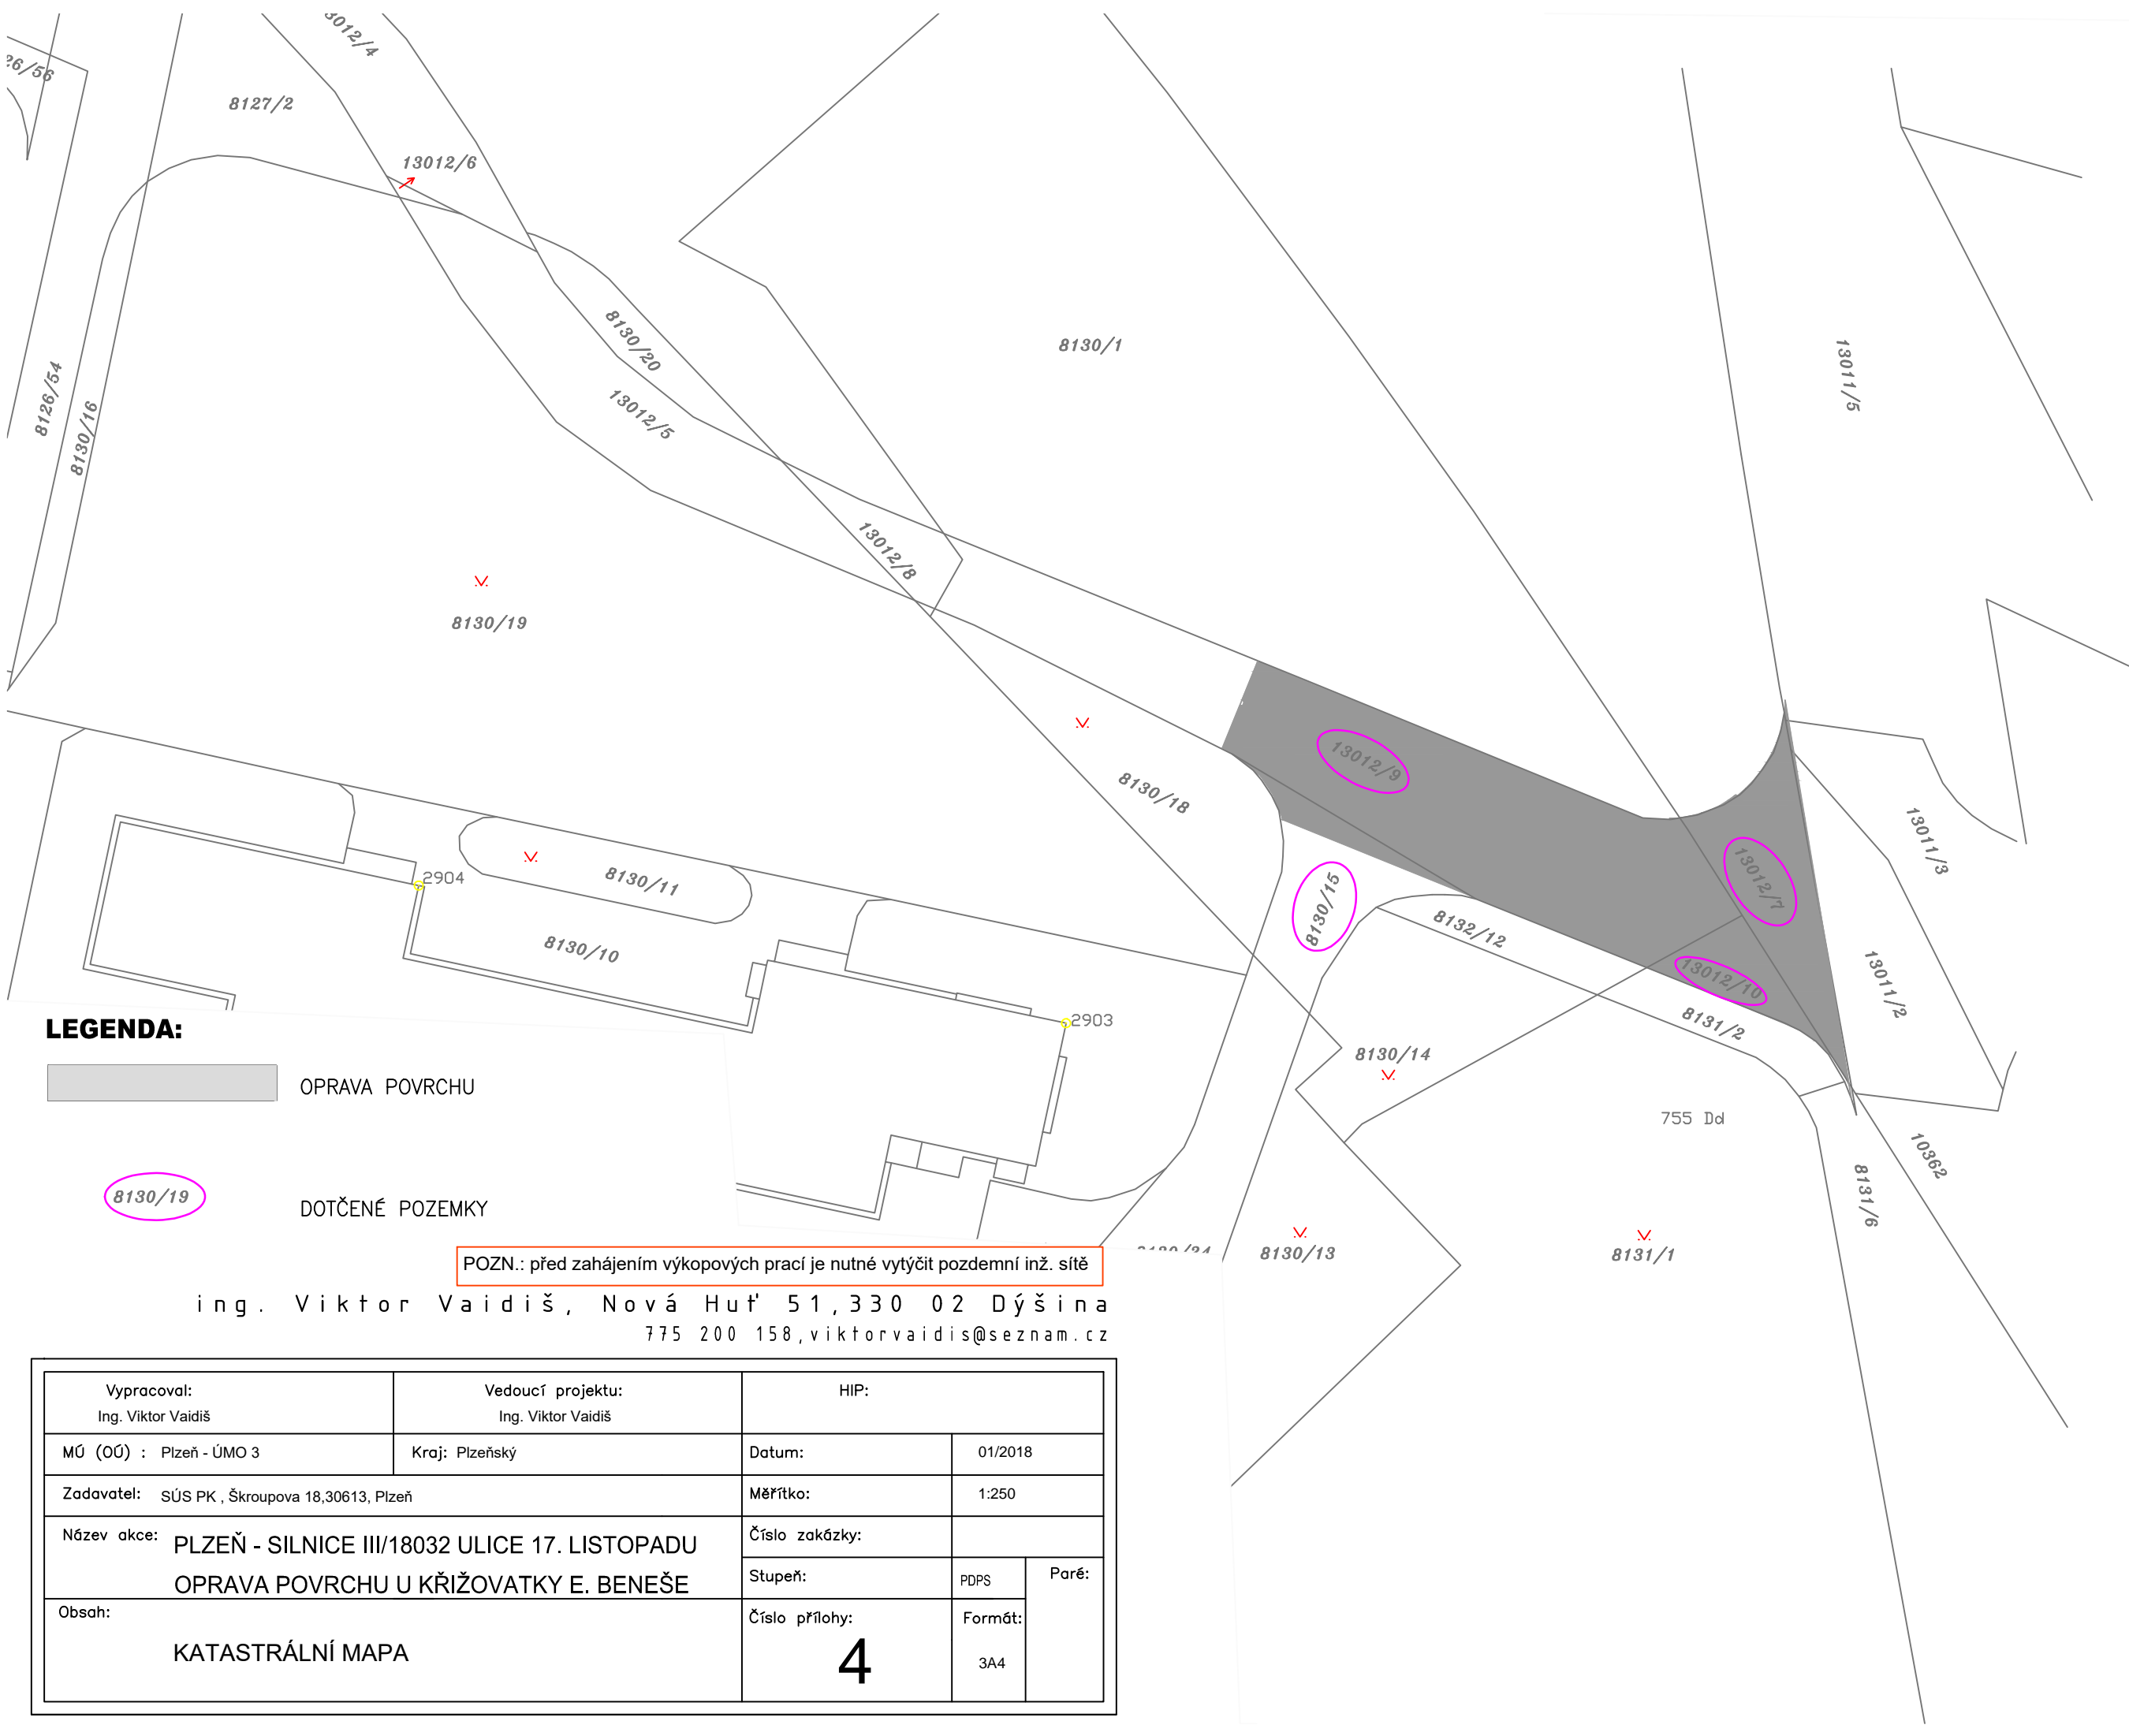 13012/4
26/56
8127/2
13012/6
8130/20
8130/1
13011/5
8126/54
8130/16
13012/5
13012/8
8130/19
13012/9
8130/18
13011/3
13012/7
2904
8130/11
8130/15
8132/12
8130/10
13012/10
13011/2
2903
8131/2
LEGENDA:
8130/14
OPRAVA POVRCHU
755 Dd
10362
8131/6
8130/19
DOTČENÉ POZEMKY
8130/13
8131/1
POZN.: před zahájením výkopových prací je nutné vytýčit pozdemní inž. sítě
ing. Viktor Vaidiš, Nová Huť 51,330 02 Dýšina
775 200 158,viktorvaidis@seznam.cz
Vypracoval:
Ing. Viktor Vaidiš
Vedoucí projektu:
Ing. Viktor Vaidiš
HIP:
MÚ (OÚ) : Plzeň - ÚMO 3
Kraj: Plzeňský
Datum: 01/2018
Zadavatel: SÚS PK , Škroupova 18,30613, Plzeň
Měřítko: 1:250
Název akce: PLZEŇ - SILNICE III/18032 ULICE 17. LISTOPADU
OPRAVA POVRCHU U KŘIŽOVATKY E. BENEŠE
Číslo zakázky:
Stupeň: PDPS
Paré:
Obsah:
KATASTRÁLNÍ MAPA
Číslo přílohy:
4
Formát:
3A4